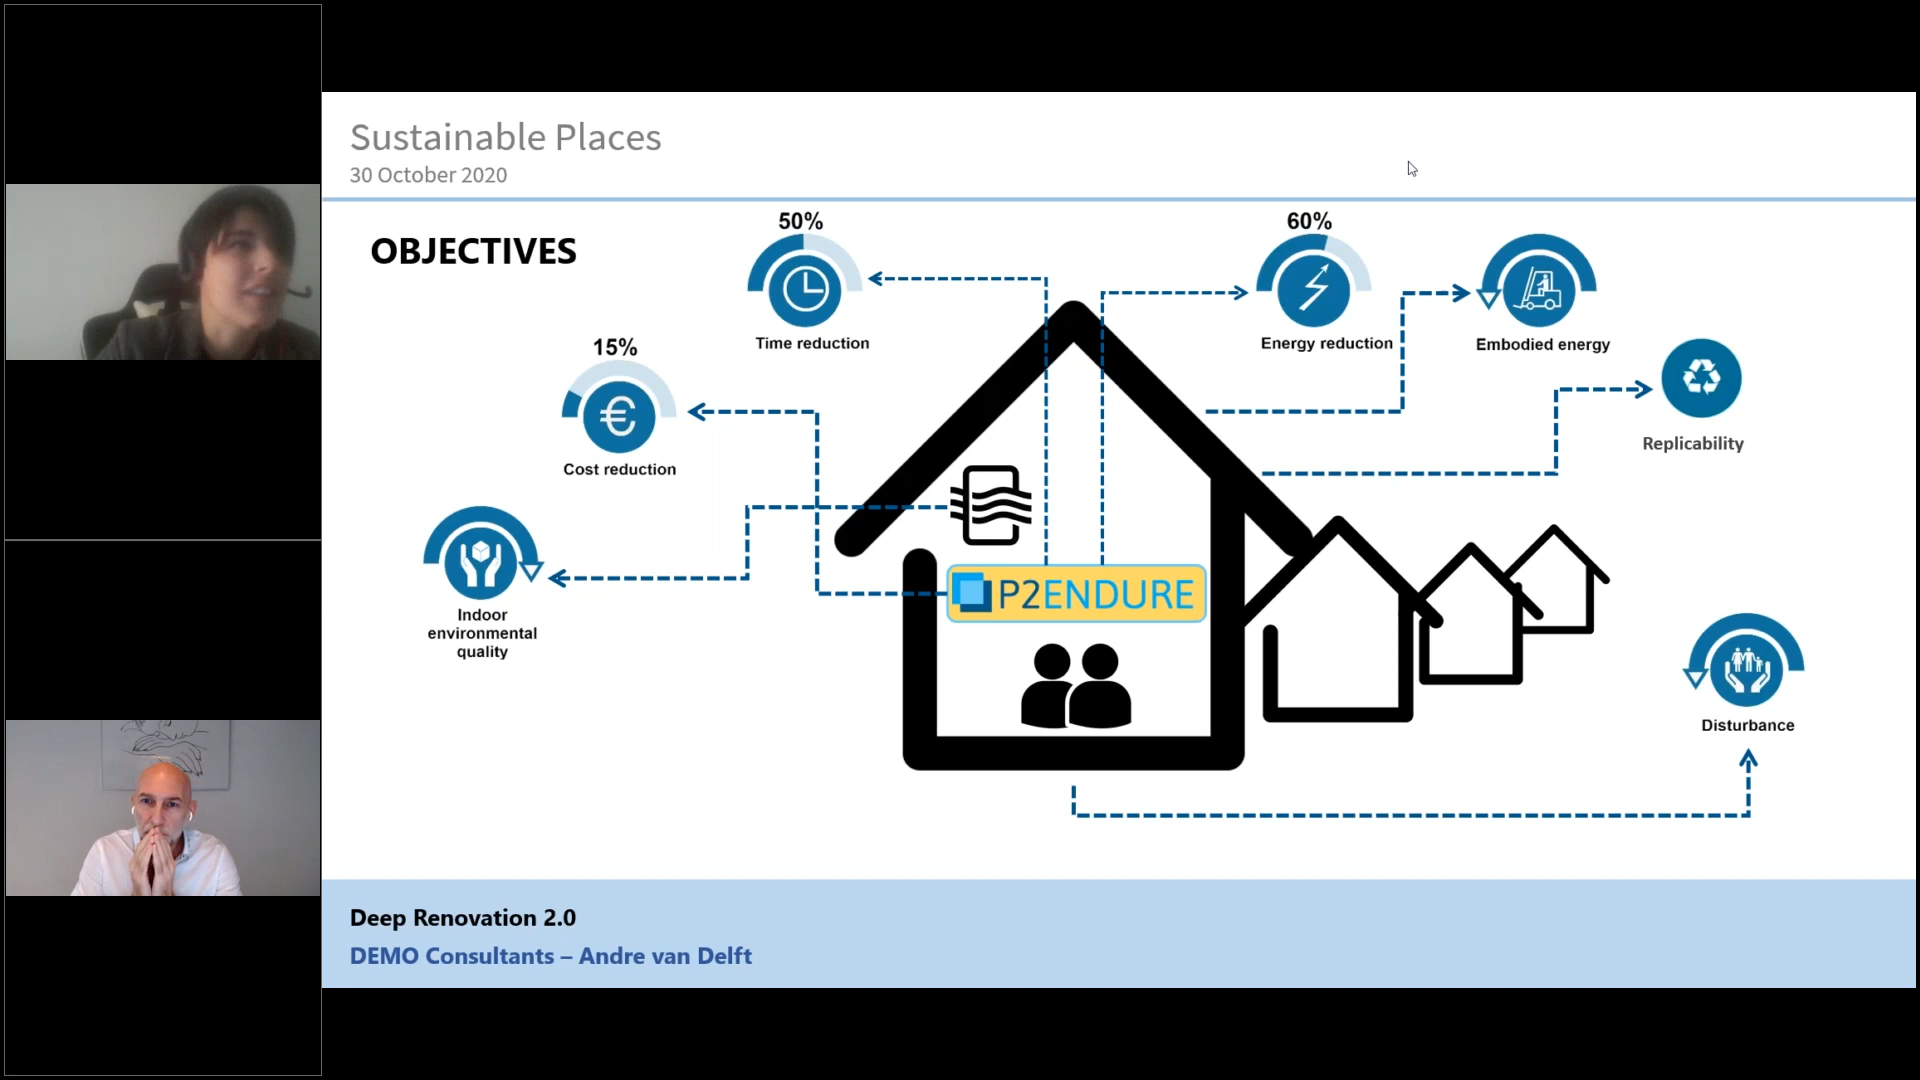 Sustainable Places
30 October 2020
OBJECTIVES
50%
Time reduction
60%
Energy reduction
Embodied energy
15%
Cost reduction
Replicability
Indoor
environmental
quality
P2ENDURE
Disturbance
Deep Renovation 2.0
DEMO Consultants – Andre van Delft